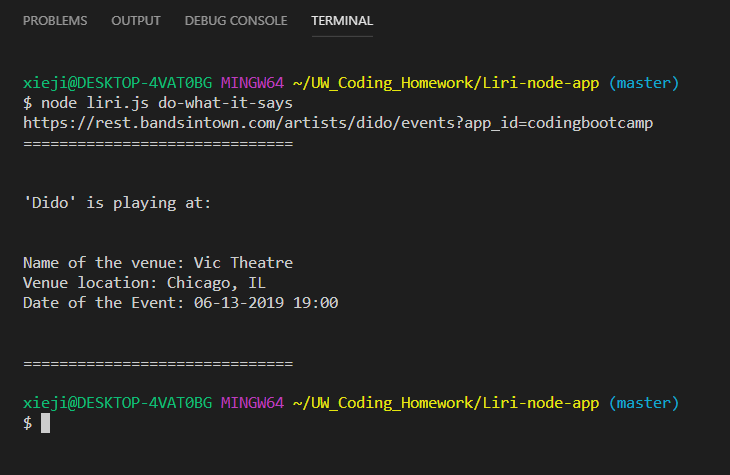 PROBLEMS OUTPUT DEBUG CONSOLE TERMINAL
xieji@DESKTOP-4VAT0BG MINGW64 ~/UW_Coding_Homework/Liri-node-app (master)
$ node liri.js do-what-it-says
https://rest.bandsintown.com/artists/dido/events?app_id=codingbootcamp
==============================
'Dido' is playing at:
Name of the venue: Vic Theatre
Venue location: Chicago, IL
Date of the Event: 06-13-2019 19:00
==============================
xieji@DESKTOP-4VAT0BG MINGW64 ~/UW_Coding_Homework/Liri-node-app (master)
$